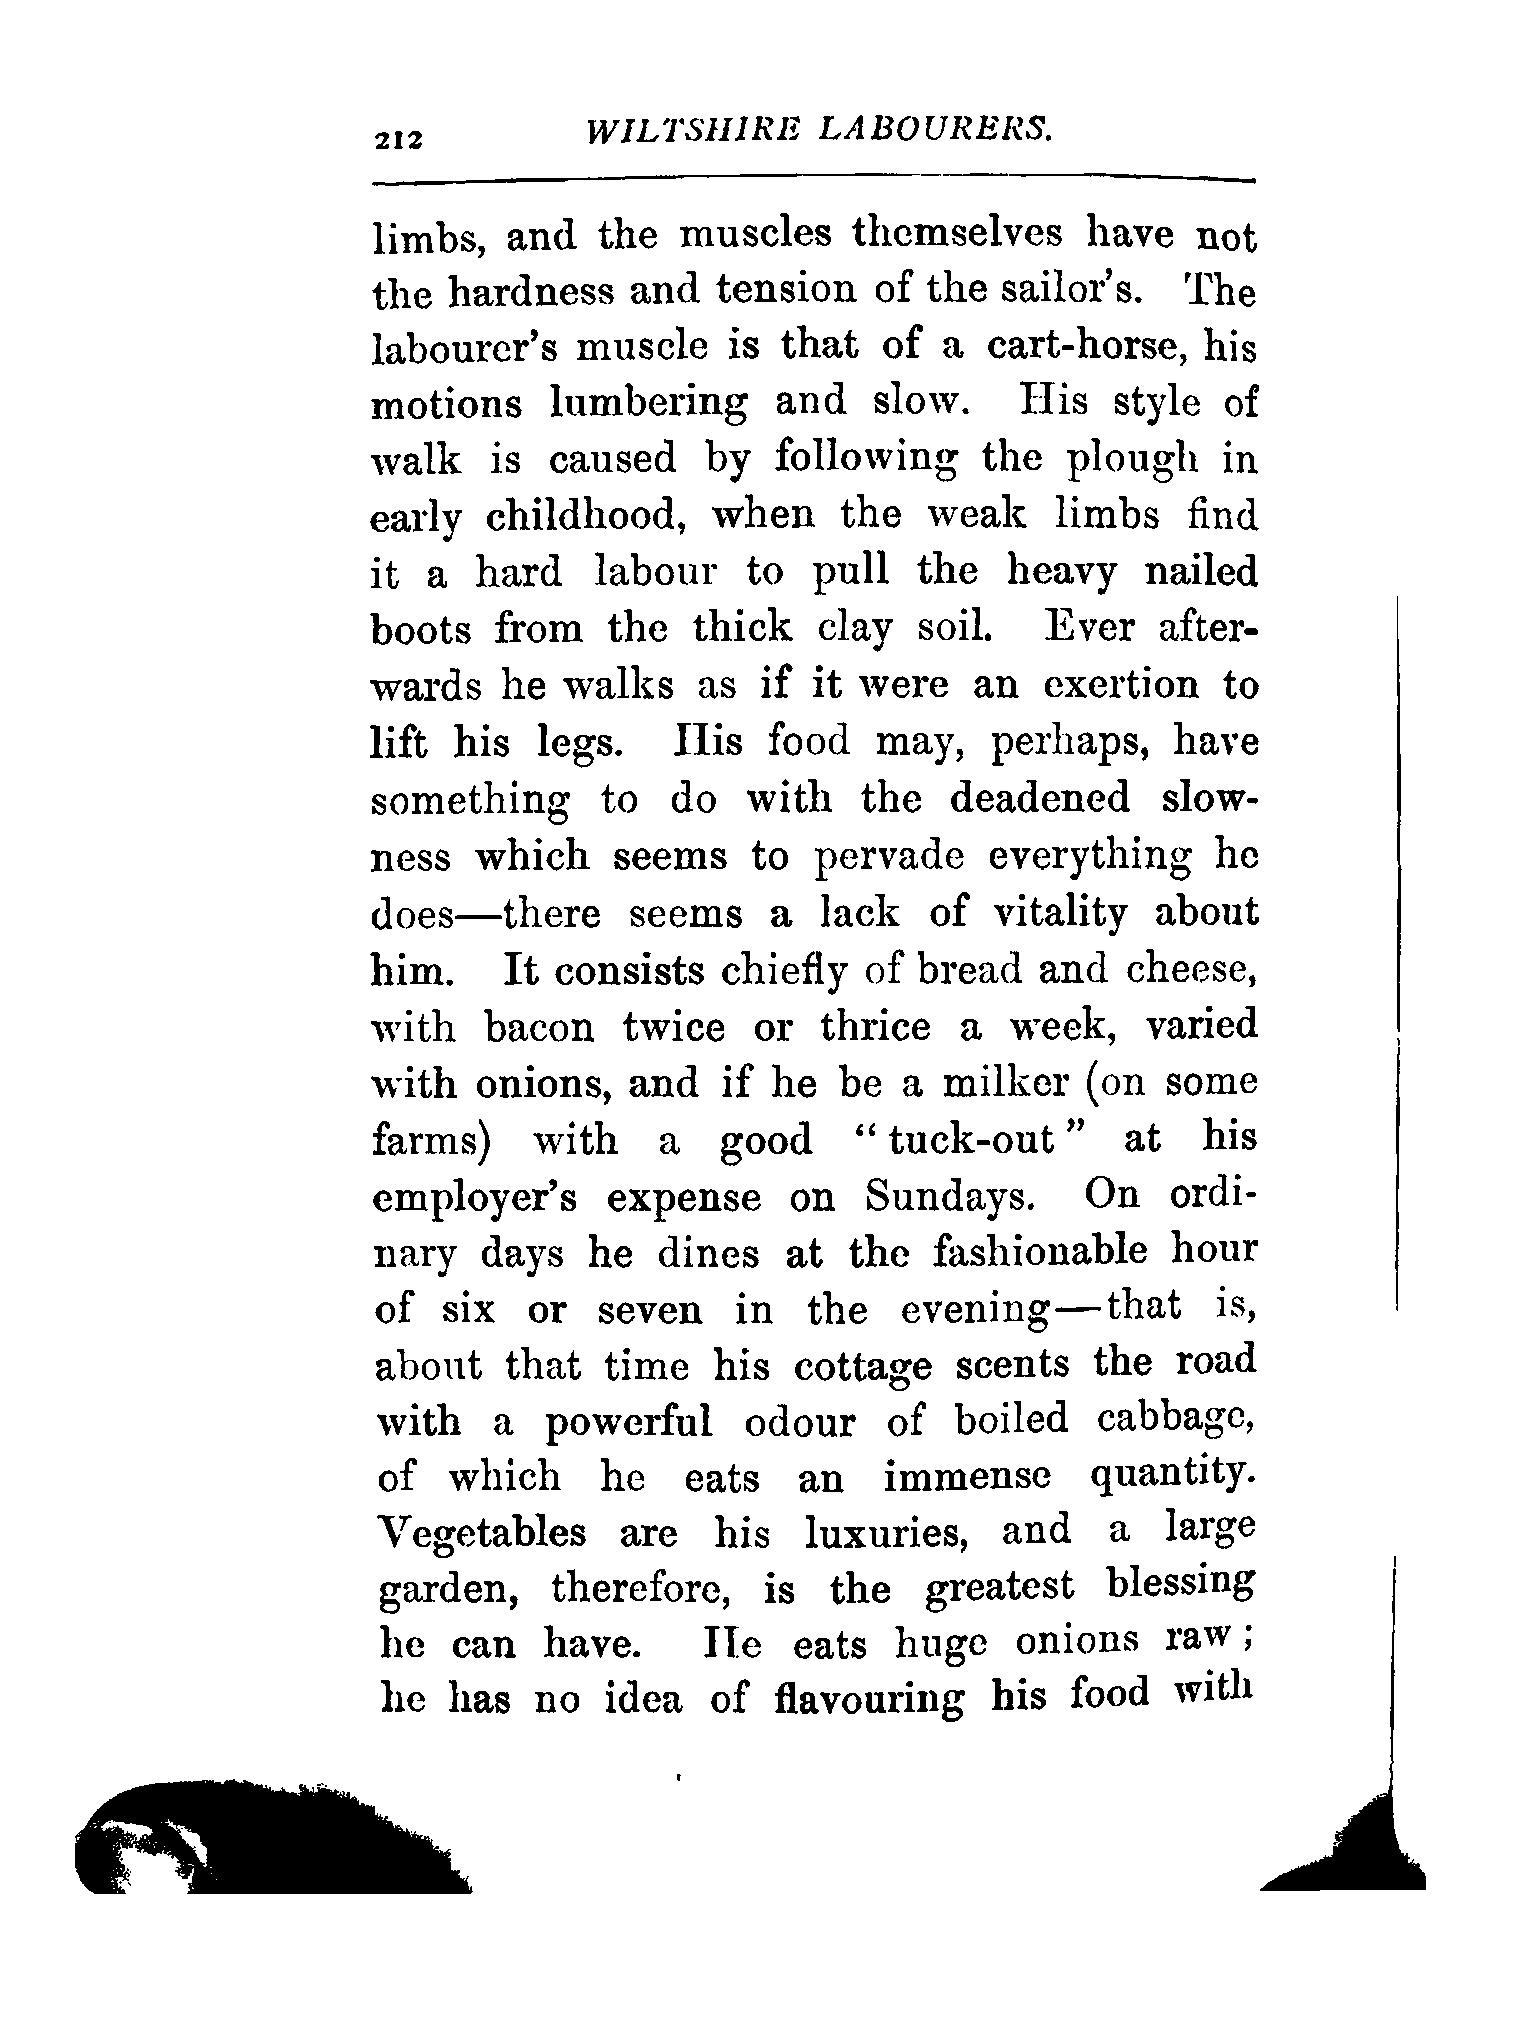 212 WILTSHIRE LABOURERS.
limbs, and the muscles themselves have not
the hardness and tension of the sailor's. The
labourer's muscle is that of a cart-horse, his
motions lumbering and slow. His style of
walk is caused by following the plough in
early childhood, when the weak limbs find
it a hard labour to pull the heavy nailed
boots from the thick clay soil. Ever after-
wards he walks as if it were an exertion to
lift his legs. His food may, perhaps, have
something to do with the deadened slow-
ness which seems to pervade everything he
does—there seems a lack of vitality about
him. It consists chiefly of bread and cheese,
with bacon twice or thrice a week, varied
with onions, and if he be a milker (on some
farms) with a good "tuck-out" at his
employer's expense on Sundays. On ordi-
nary days he dines at the fashionable hour
of six or seven in the evening—that is,
about that time his cottage scents the road
with a powerful odour of boiled cabbage,
of which he eats an immense quantity.
Vegetables are his luxuries, and a large
garden, therefore, is the greatest blessing
he can have. He eats huge onions raw;
he has no idea of flavouring his food with